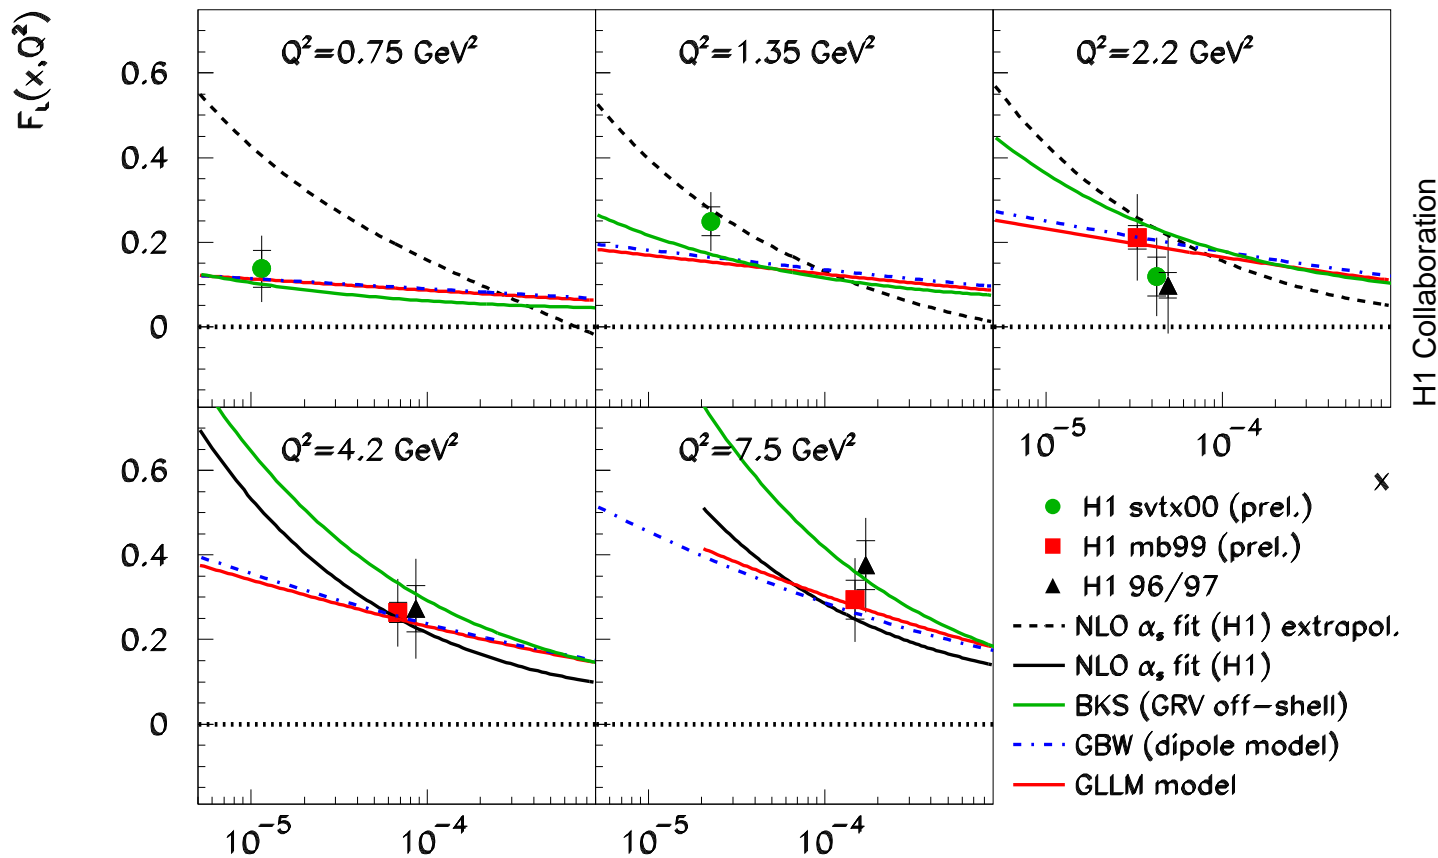 F_L(x,Q²)
Q²=0.75 GeV²
Q²=1.35 GeV²
Q²=2.2 GeV²
0.6
0.4
0.2
0
10⁻⁵
10⁻⁴
x
H1 Collaboration
Q²=4.2 GeV²
Q²=7.5 GeV²
0.6
0.4
0.2
0
10⁻⁵
10⁻⁴
10⁻⁵
10⁻⁴
H1 svtx00 (prel.)
H1 mb99 (prel.)
H1 96/97
NLO αₛ fit (H1) extrapol.
NLO αₛ fit (H1)
BKS (GRV off-shell)
GBW (dipole model)
GLLM model